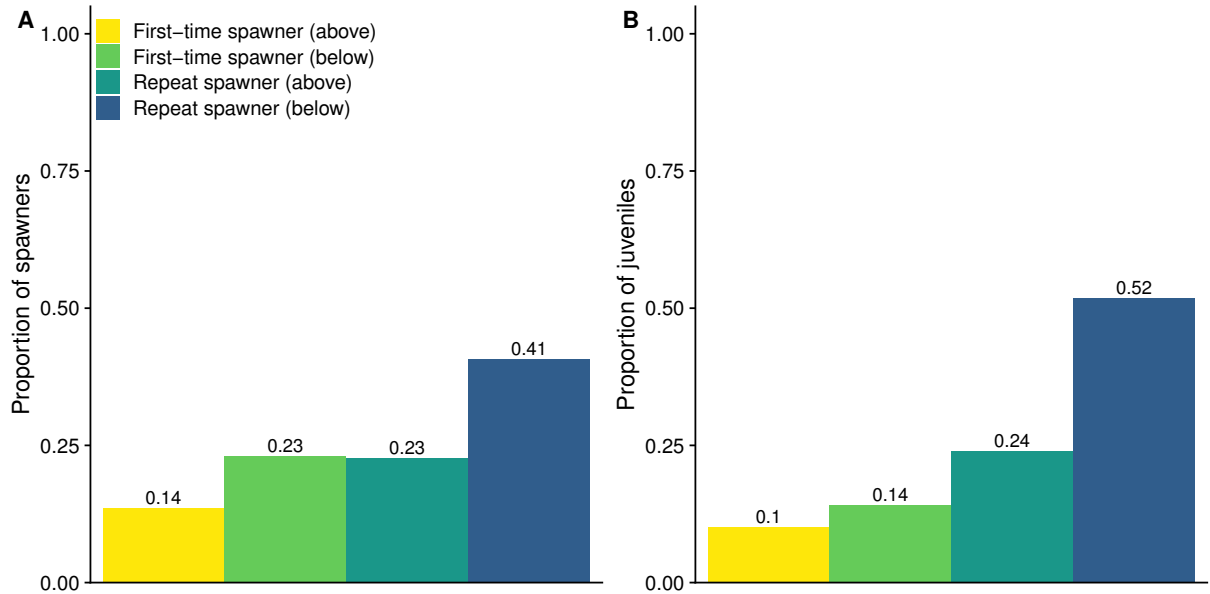 A
First−time spawner (above)
First−time spawner (below)
Repeat spawner (above)
Repeat spawner (below)
Proportion of spawners
1.00
0.75
0.50
0.25
0.00
0.14
0.23
0.23
0.41
B
Proportion of juveniles
1.00
0.75
0.50
0.25
0.00
0.1
0.14
0.24
0.52